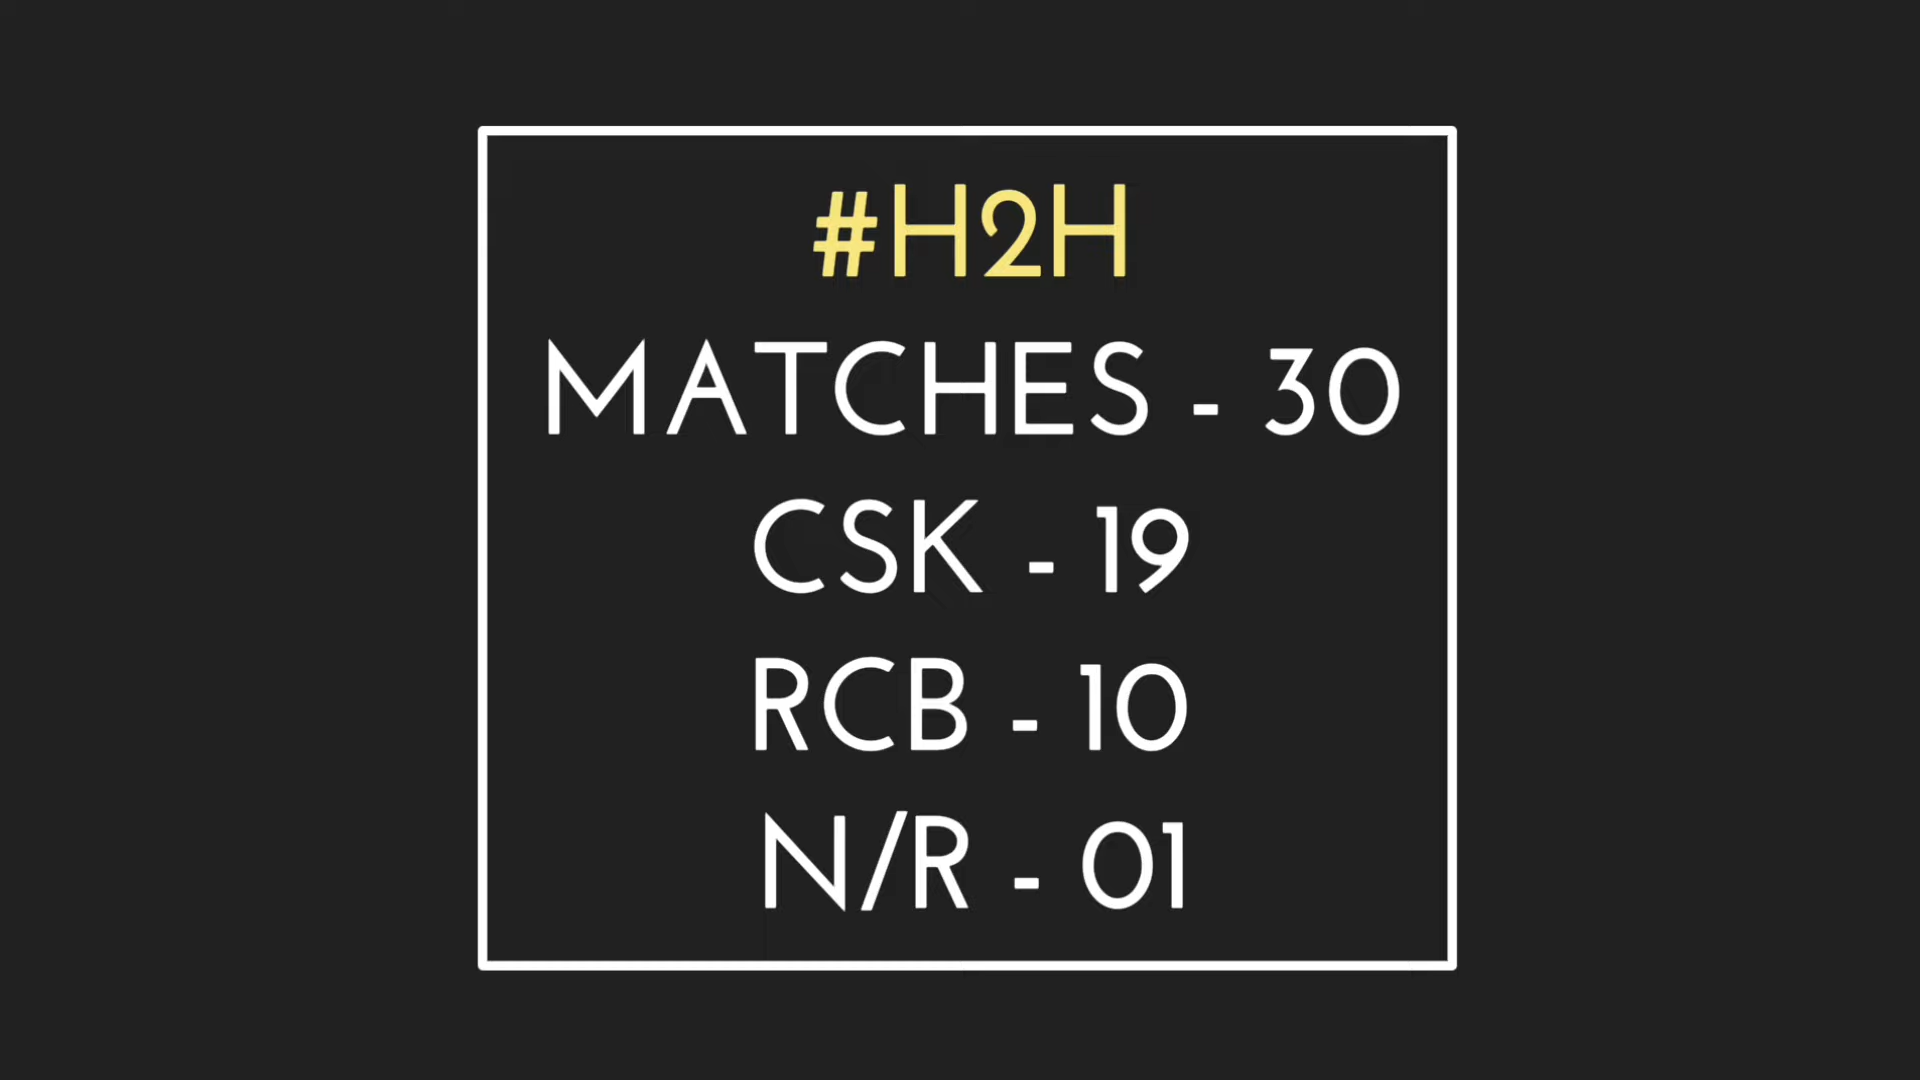 #H2H
MATCHES - 30
CSK - 19
RCB - 10
N/R - 01